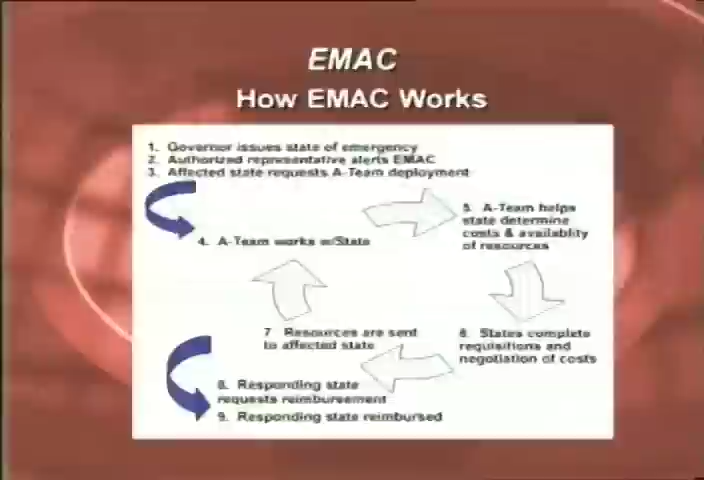 EMAC
How EMAC Works
1. Governor issues state of emergency
2. Authorized representative alerts EMAC
3. Affected state requests A-Team deployment
4. A-Team works w/State
5. A-Team helps
state determine
costs & availablity
of resources
6. States complete
requisitions and
negotiation of costs
7 Resources are sent
to affected state
8. Responding state
requests reimbursement
9. Responding state reimbursed